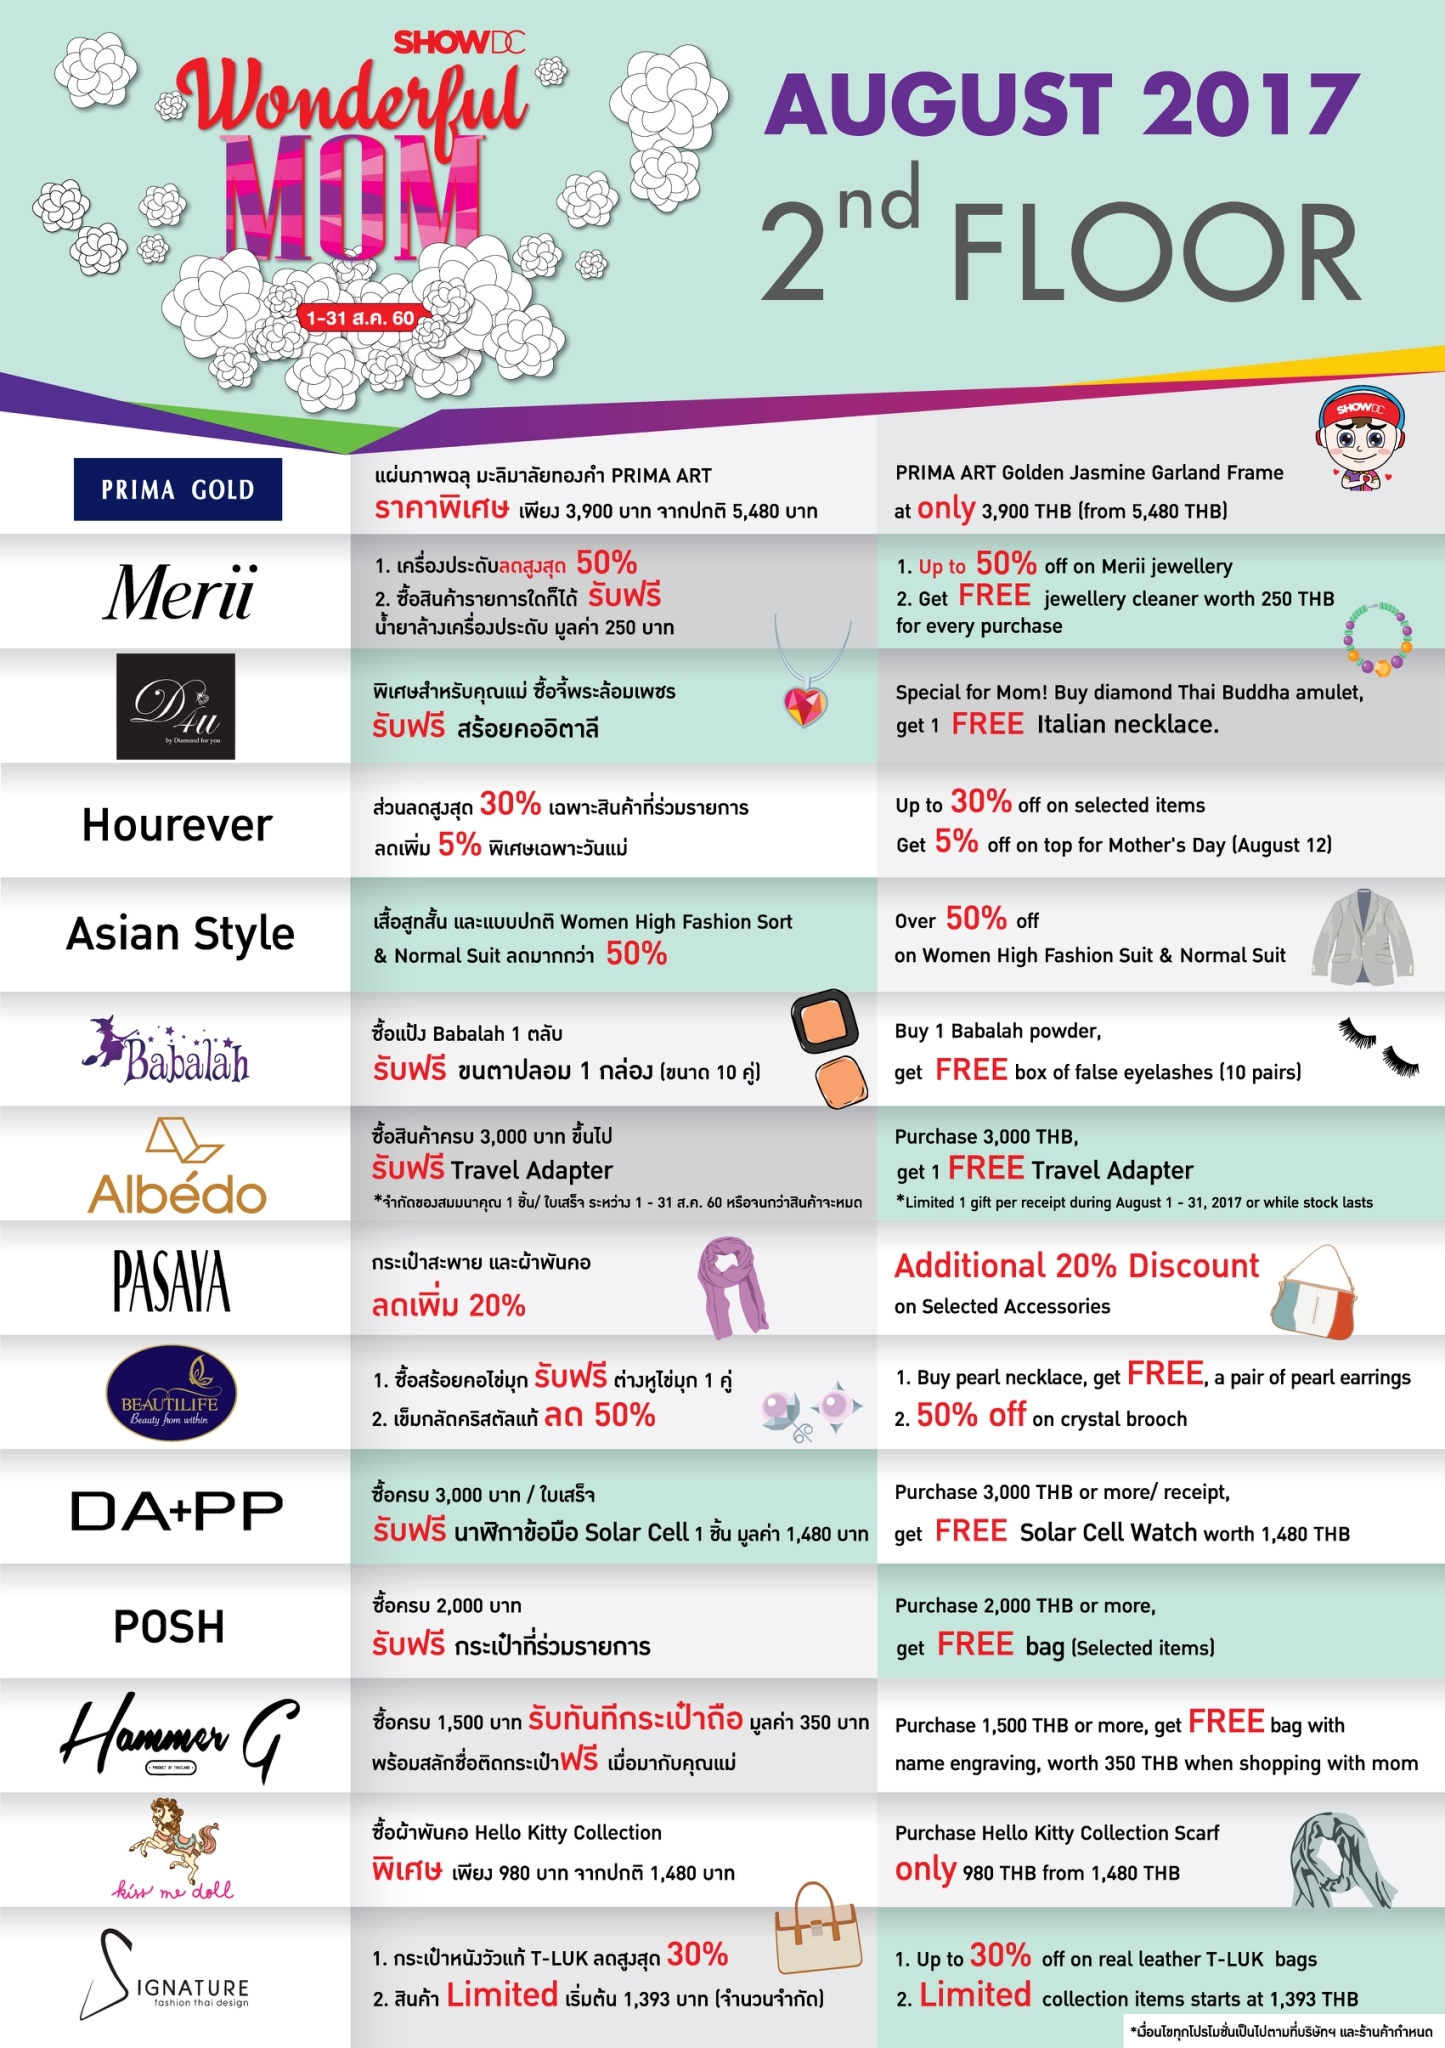 SHOWDC
Wonderful
MOM
1-31 ส.ค. 60
AUGUST 2017
2nd FLOOR
SHOWDC
PRIMA GOLD
แผ่นภาพฉลุ มะลิมาลัยทองคำ PRIMA ART
ราคาพิเศษ เพียง 3,900 บาท จากปกติ 5,480 บาท
PRIMA ART Golden Jasmine Garland Frame
at only 3,900 THB (from 5,480 THB)
Merii
1. เครื่องประดับลดสูงสุด 50%
2. ซื้อสินค้ารายการใดก็ได้ รับฟรี
น้ำยาล้างเครื่องประดับ มูลค่า 250 บาท
1. Up to 50% off on Merii jewellery
2. Get FREE jewellery cleaner worth 250 THB
for every purchase
D4u
by Diamond for you
พิเศษสำหรับคุณแม่ ซื้อจี้พระล้อมเพชร
รับฟรี สร้อยคออิตาลี
Special for Mom! Buy diamond Thai Buddha amulet,
get 1 FREE Italian necklace.
Hourever
ส่วนลดสูงสุด 30% เฉพาะสินค้าที่ร่วมรายการ
ลดเพิ่ม 5% พิเศษเฉพาะวันแม่
Up to 30% off on selected items
Get 5% off on top for Mother's Day (August 12)
Asian Style
เสื้อสูทสั้น และแบบปกติ Women High Fashion Sort
& Normal Suit ลดมากกว่า 50%
Over 50% off
on Women High Fashion Suit & Normal Suit
Babalah
ซื้อแป้ง Babalah 1 ตลับ
รับฟรี ขนตาปลอม 1 กล่อง (ขนาด 10 คู่)
Buy 1 Babalah powder,
get FREE box of false eyelashes (10 pairs)
Albédo
ซื้อสินค้าครบ 3,000 บาท ขึ้นไป
รับฟรี Travel Adapter
*จำกัดของสมมนาคุณ 1 ชิ้น/ ใบเสร็จ ระหว่าง 1 - 31 ส.ค. 60 หรือจนกว่าสินค้าจะหมด
Purchase 3,000 THB,
get 1 FREE Travel Adapter
*Limited 1 gift per receipt during August 1 - 31, 2017 or while stock lasts
PASAYA
กระเป๋าสะพาย และผ้าพันคอ
ลดเพิ่ม 20%
Additional 20% Discount
on Selected Accessories
BEAUTILIFE
Beauty from within
1. ซื้อสร้อยคอไข่มุก รับฟรี ต่างหูไข่มุก 1 คู่
2. เข็มกลัดคริสตัลแท้ ลด 50%
1. Buy pearl necklace, get FREE, a pair of pearl earrings
2. 50% off on crystal brooch
DA+PP
ซื้อครบ 3,000 บาท / ใบเสร็จ
รับฟรี นาฬิกาข้อมือ Solar Cell 1 ชิ้น มูลค่า 1,480 บาท
Purchase 3,000 THB or more/ receipt,
get FREE Solar Cell Watch worth 1,480 THB
POSH
ซื้อครบ 2,000 บาท
รับฟรี กระเป๋าที่ร่วมรายการ
Purchase 2,000 THB or more,
get FREE bag (Selected items)
Hammer G
PRODUCT OF THAILAND
ซื้อครบ 1,500 บาท รับทันทีกระเป๋าถือ มูลค่า 350 บาท
พร้อมสลักชื่อติดกระเป๋าฟรี เมื่อมากับคุณแม่
Purchase 1,500 THB or more, get FREE bag with
name engraving, worth 350 THB when shopping with mom
kiss me doll
ซื้อผ้าพันคอ Hello Kitty Collection
พิเศษ เพียง 980 บาท จากปกติ 1,480 บาท
Purchase Hello Kitty Collection Scarf
only 980 THB from 1,480 THB
SIGNATURE
fashion thai design
1. กระเป๋าหนังวัวแท้ T-LUK ลดสูงสุด 30%
2. สินค้า Limited เริ่มต้น 1,393 บาท (จำนวนจำกัด)
1. Up to 30% off on real leather T-LUK bags
2. Limited collection items starts at 1,393 THB
*เงื่อนไขทุกโปรโมชั่นเป็นไปตามที่บริษัทฯ และร้านค้ากำหนด